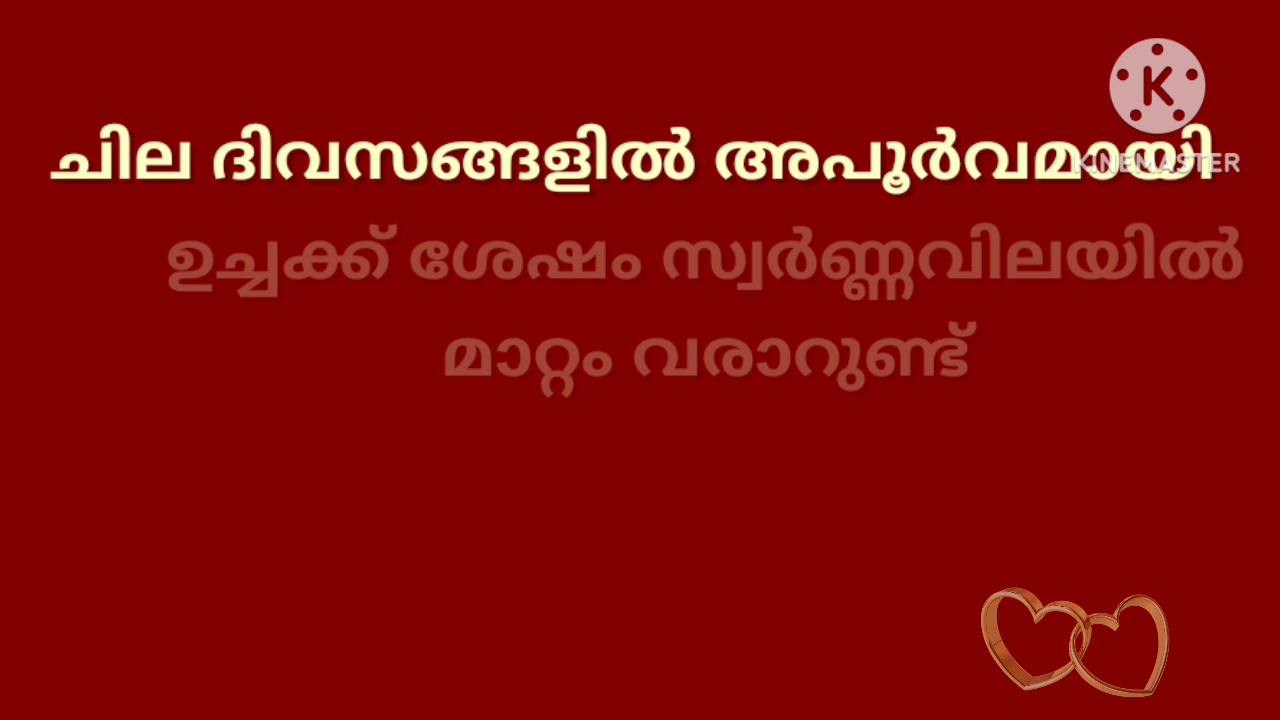 ചില ദിവസങ്ങളിൽ അപൂർവമായി
KINEMASTER
ഉച്ചക്ക് ശേഷം സ്വർണ്ണവിലയിൽ
മാറ്റം വരാറുണ്ട്